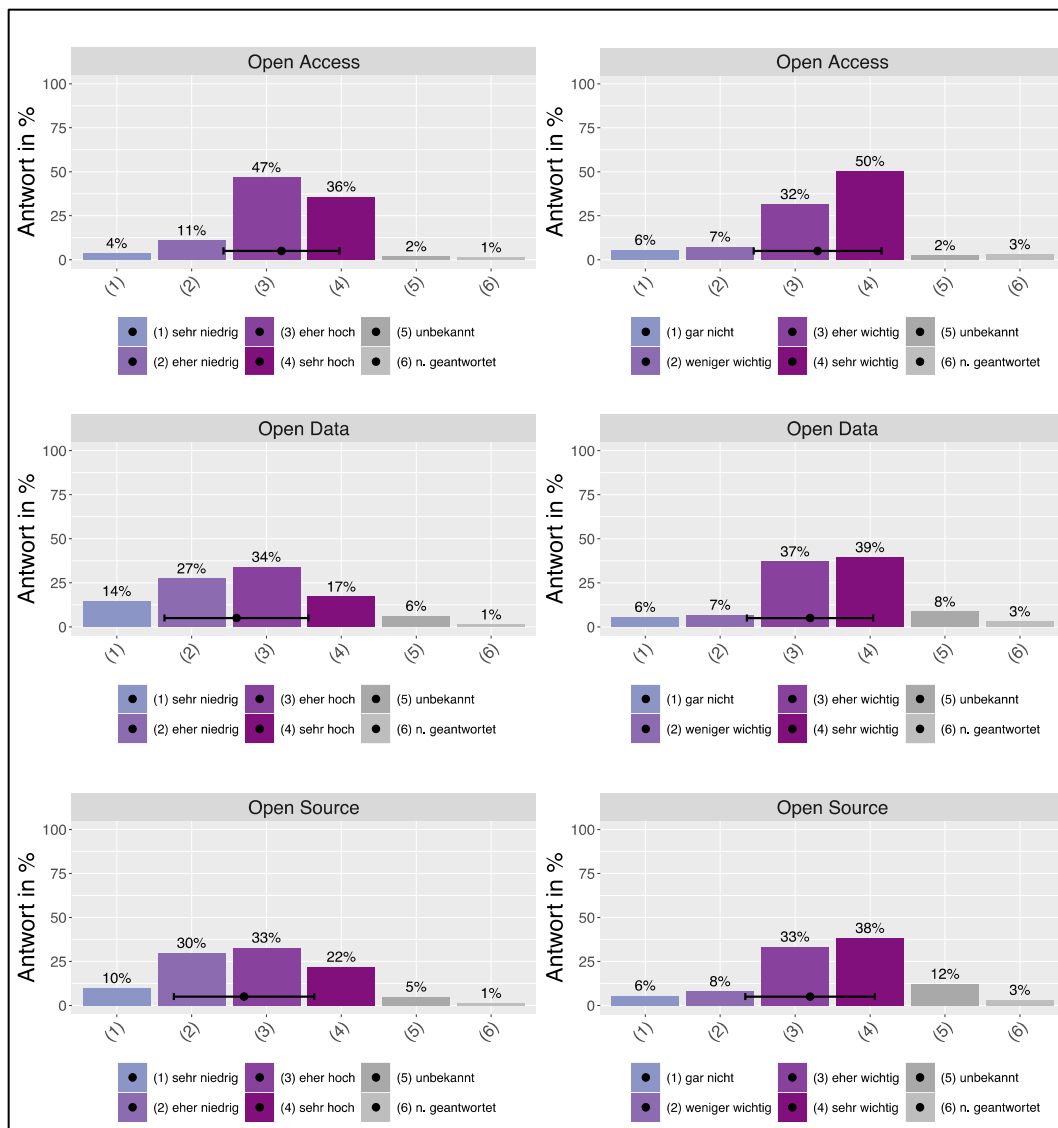 Open Access
Antwort in %
100
75
50
25
0
4%
11%
47%
36%
2%
1%
(1)
(2)
(3)
(4)
(5)
(6)
(1) sehr niedrig
(3) eher hoch
(5) unbekannt
(2) eher niedrig
(4) sehr hoch
(6) n. geantwortet
Open Access
Antwort in %
100
75
50
25
0
6%
7%
32%
50%
2%
3%
(1)
(2)
(3)
(4)
(5)
(6)
(1) gar nicht
(3) eher wichtig
(5) unbekannt
(2) weniger wichtig
(4) sehr wichtig
(6) n. geantwortet
Open Data
Antwort in %
100
75
50
25
0
14%
27%
34%
17%
6%
1%
(1)
(2)
(3)
(4)
(5)
(6)
(1) sehr niedrig
(3) eher hoch
(5) unbekannt
(2) eher niedrig
(4) sehr hoch
(6) n. geantwortet
Open Data
Antwort in %
100
75
50
25
0
6%
7%
37%
39%
8%
3%
(1)
(2)
(3)
(4)
(5)
(6)
(1) gar nicht
(3) eher wichtig
(5) unbekannt
(2) weniger wichtig
(4) sehr wichtig
(6) n. geantwortet
Open Source
Antwort in %
100
75
50
25
0
10%
30%
33%
22%
5%
1%
(1)
(2)
(3)
(4)
(5)
(6)
(1) sehr niedrig
(3) eher hoch
(5) unbekannt
(2) eher niedrig
(4) sehr hoch
(6) n. geantwortet
Open Source
Antwort in %
100
75
50
25
0
6%
8%
33%
38%
12%
3%
(1)
(2)
(3)
(4)
(5)
(6)
(1) gar nicht
(3) eher wichtig
(5) unbekannt
(2) weniger wichtig
(4) sehr wichtig
(6) n. geantwortet